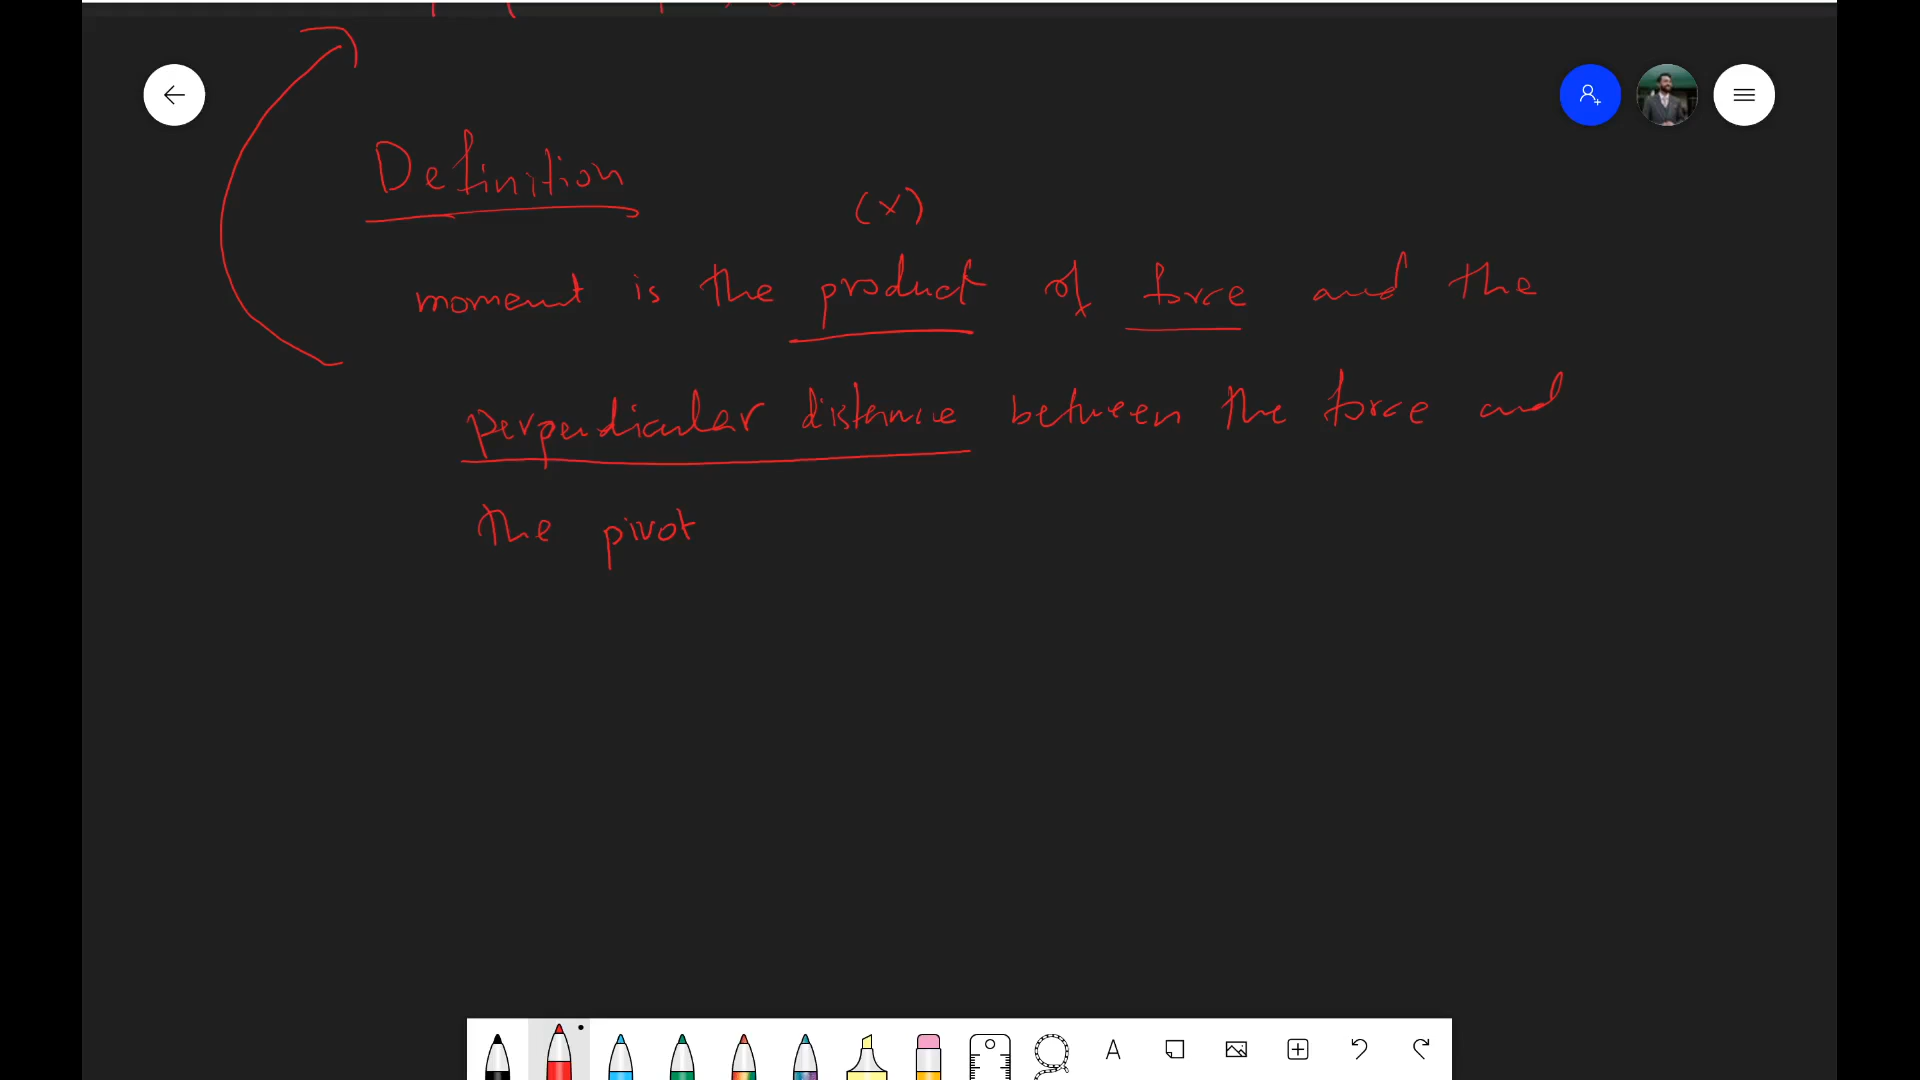 Definition
(x)
moment is the product of force and the
perpendicular distance between the force and
the pivot
A